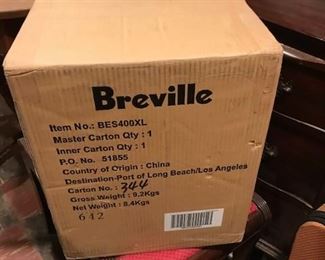 Breville
Item No.: BES400XL
Master Carton Qty : 1
Inner Carton Qty : 1
P.O. No. 51855
Country of Origin : China
Destination-Port of Long Beach/Los Angeles
Carton No.: 344
Gross Weight : 9.2Kgs
Net Weight : 8.4Kgs
642